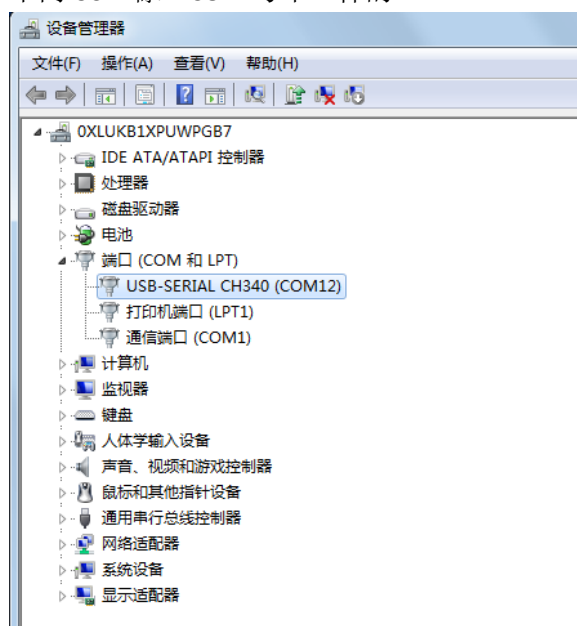 设备管理器
文件(F) 操作(A) 查看(V) 帮助(H)
0XLUKB1XPUWPGB7
IDE ATA/ATAPI 控制器
处理器
磁盘驱动器
电池
端口 (COM 和 LPT)
USB-SERIAL CH340 (COM12)
打印机端口 (LPT1)
通信端口 (COM1)
计算机
监视器
键盘
人体学输入设备
声音、视频和游戏控制器
鼠标和其他指针设备
通用串行总线控制器
网络适配器
系统设备
显示适配器